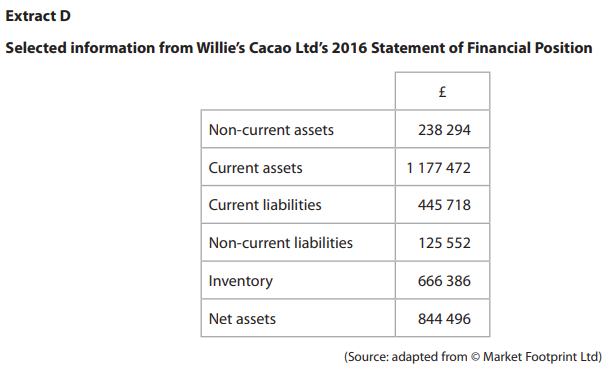 Extract D
Selected information from Willie's Cacao Ltd's 2016 Statement of Financial Position
£
Non-current assets 238 294
Current assets 1 177 472
Current liabilities 445 718
Non-current liabilities 125 552
Inventory 666 386
Net assets 844 496
(Source: adapted from © Market Footprint Ltd)